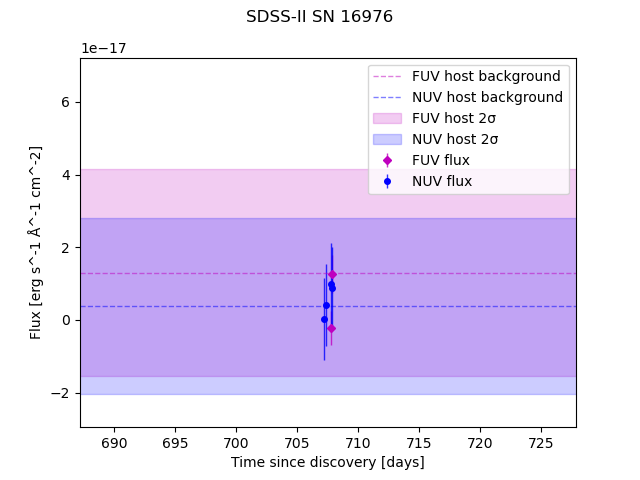 SDSS-II SN 16976
1e−17
FUV host background
NUV host background
FUV host 2σ
NUV host 2σ
FUV flux
NUV flux
6
4
2
0
−2
Flux [erg s^-1 Å^-1 cm^-2]
690 695 700 705 710 715 720 725
Time since discovery [days]